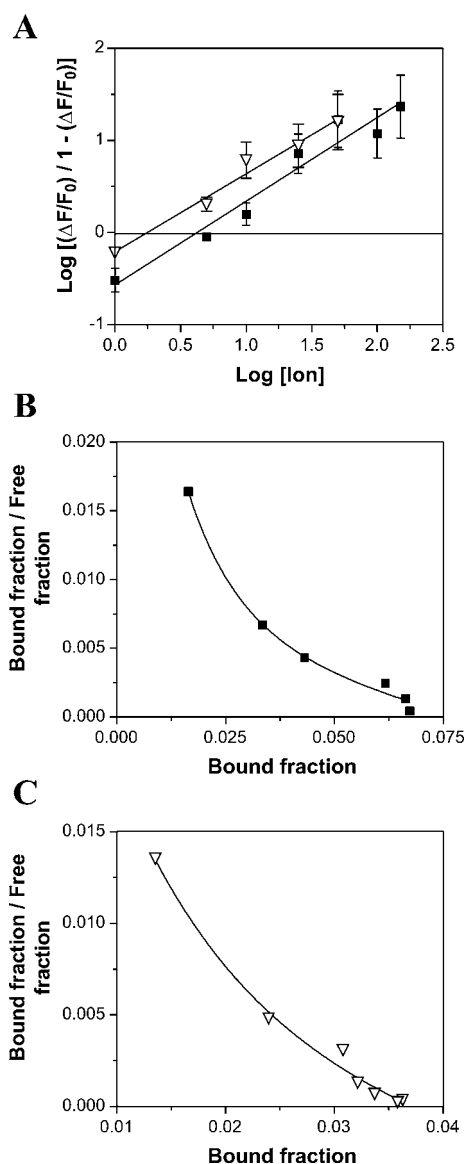 A
Log [(ΔF/F0) / 1 - (ΔF/F0)]
2
1
0
-1
0.0 0.5 1.0 1.5 2.0 2.5
Log [Ion]
B
Bound fraction / Free
fraction
0.020
0.015
0.010
0.005
0.000
0.000 0.025 0.050 0.075
Bound fraction
C
Bound fraction / Free
fraction
0.015
0.010
0.005
0.000
0.01 0.02 0.03 0.04
Bound fraction